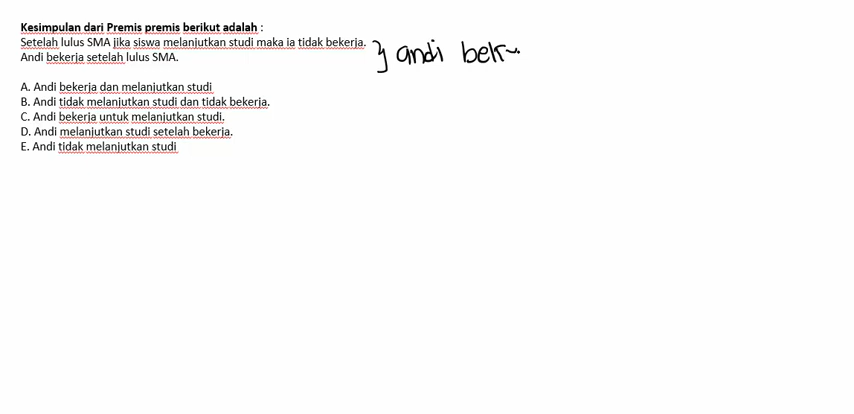 Kesimpulan dari Premis premis berikut adalah :
Setelah lulus SMA jika siswa melanjutkan studi maka ia tidak bekerja.
Andi bekerja setelah lulus SMA.
andi
A. Andi bekerja dan melanjutkan studi
B. Andi tidak melanjutkan studi dan tidak bekerja.
C. Andi bekerja untuk melanjutkan studi.
D. Andi melanjutkan studi setelah bekerja.
E. Andi tidak melanjutkan studi